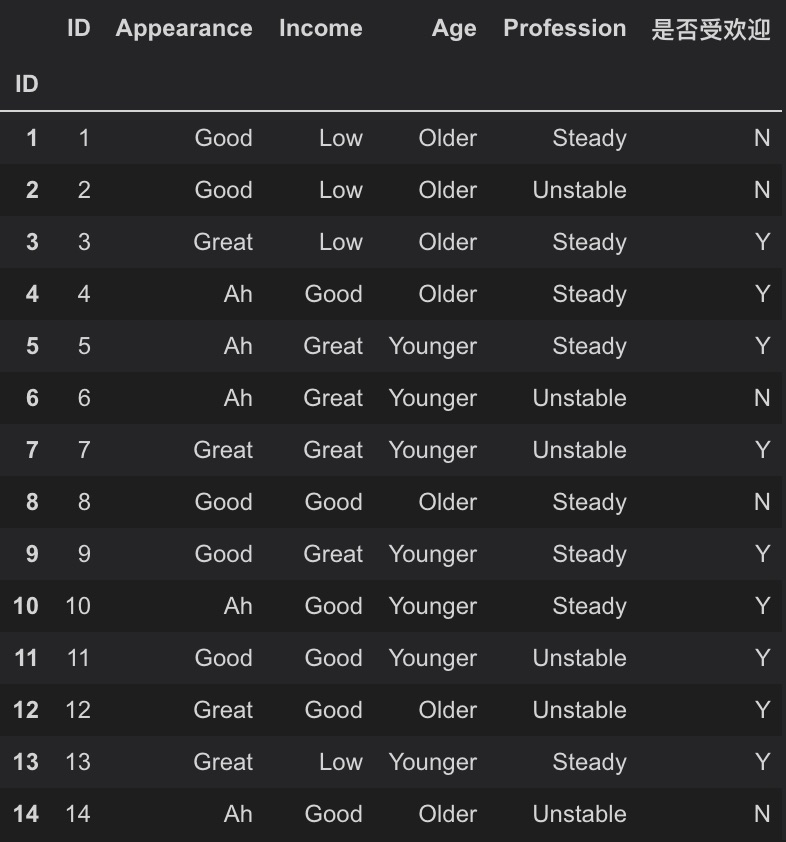 ID Appearance Income Age Profession 是否受欢迎
ID
1 1 Good Low Older Steady N
2 2 Good Low Older Unstable N
3 3 Great Low Older Steady Y
4 4 Ah Good Older Steady Y
5 5 Ah Great Younger Steady Y
6 6 Ah Great Younger Unstable N
7 7 Great Great Younger Unstable Y
8 8 Good Good Older Steady N
9 9 Good Great Younger Steady Y
10 10 Ah Good Younger Steady Y
11 11 Good Good Younger Unstable Y
12 12 Great Good Older Unstable Y
13 13 Great Low Younger Steady Y
14 14 Ah Good Older Unstable N